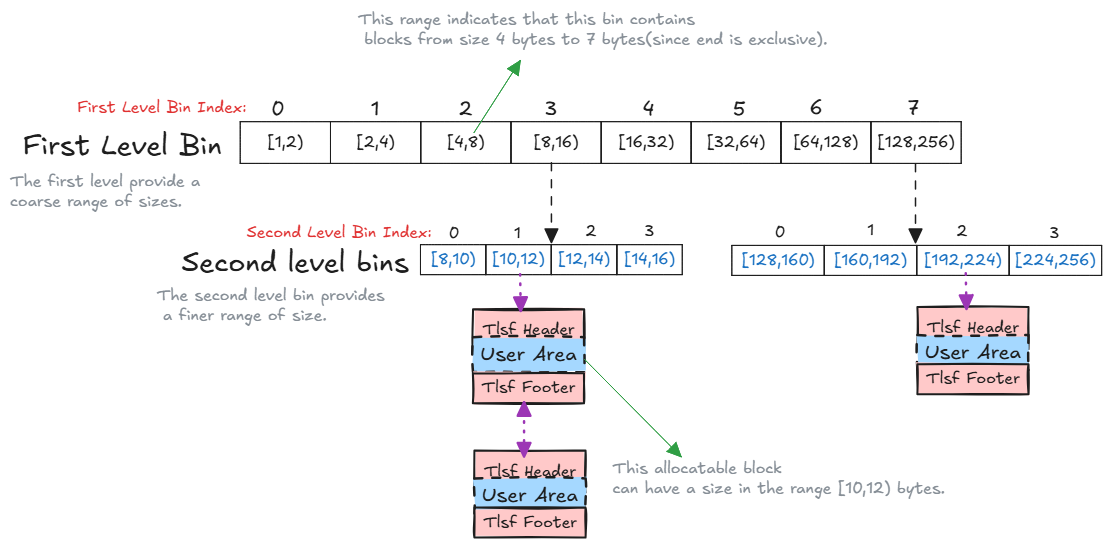 This range indicates that this bin contains
blocks from size 4 bytes to 7 bytes(since end is exclusive).
First Level Bin Index: 0 1 2 3 4 5 6 7
First Level Bin [1,2) [2,4) [4,8) [8,16) [16,32) [32,64) [64,128) [128,256)
The first level provide a
coarse range of sizes.
Second Level Bin Index: 0 1 2 3 0 1 2 3
Second level bins [8,10) [10,12) [12,14) [14,16) [128,160) [160,192) [192,224) [224,256)
The second level bin provides
a finer range of size.
Tlsf Header
User Area
Tlsf Footer
Tlsf Header
User Area
Tlsf Footer
Tlsf Header
User Area
Tlsf Footer
This allocatable block
can have a size in the range [10,12) bytes.